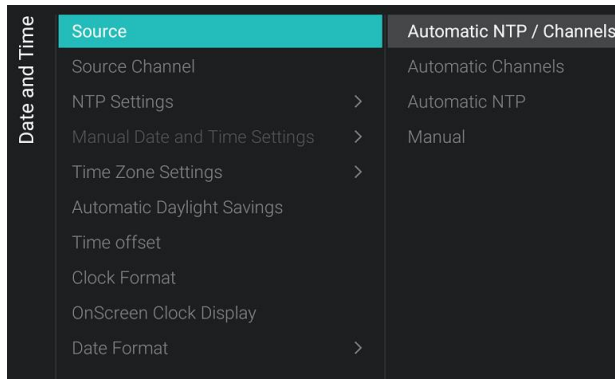 Date and Time
Source
Source Channel
NTP Settings
Manual Date and Time Settings
Time Zone Settings
Automatic Daylight Savings
Time offset
Clock Format
OnScreen Clock Display
Date Format
Automatic NTP / Channels
Automatic Channels
Automatic NTP
Manual